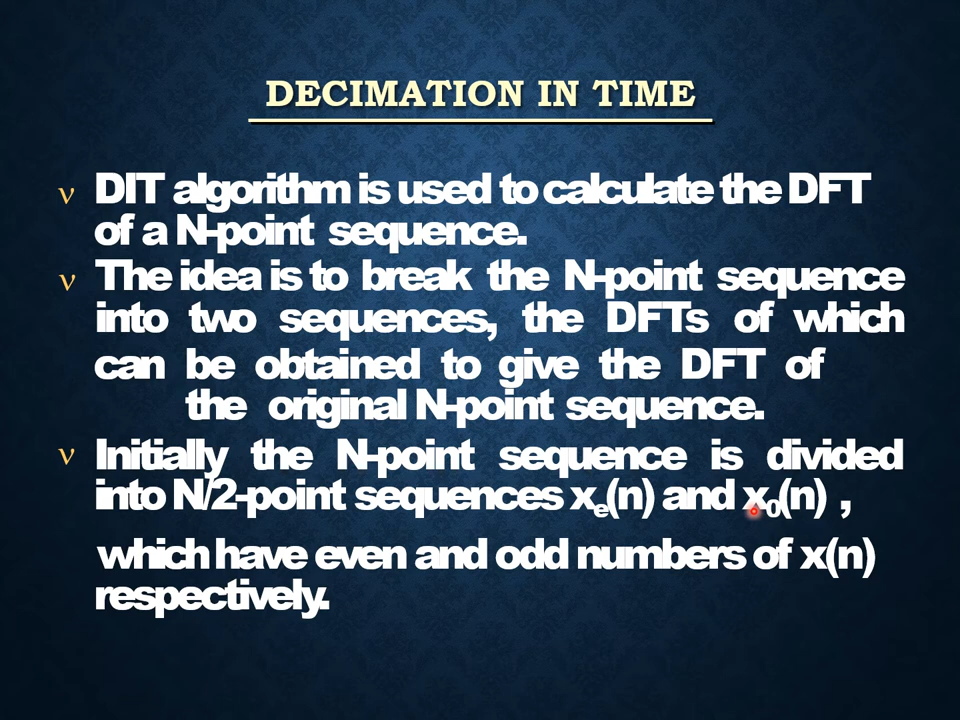 DECIMATION IN TIME
ν DIT algorithm is used to calculate the DFT
of a N-point sequence.
ν The idea is to break the N-point sequence
into two sequences, the DFTs of which
can be obtained to give the DFT of
the original N-point sequence.
ν Initially the N-point sequence is divided
into N/2-point sequences xe(n) and x0(n) ,
which have even and odd numbers of x(n)
respectively.